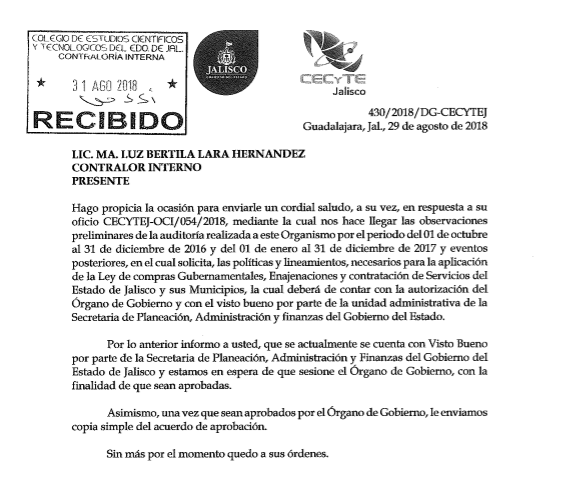 COLEGIO DE ESTUDIOS CIENTIFICOS
Y TECNOLOGICOS DEL EDO. DE JAL.
CONTRALORIA INTERNA
★ 31 AGO 2018 ★
RECIBIDO
JALISCO
CECyTE
Jalisco
430/2018/DG-CECYTEJ
Guadalajara, Jal., 29 de agosto de 2018
LIC. MA. LUZ BERTILA LARA HERNANDEZ
CONTRALOR INTERNO
PRESENTE
Hago propicia la ocasión para enviarle un cordial saludo, a su vez, en respuesta a su
oficio CECYTEJ-OCI/054/2018, mediante la cual nos hace llegar las observaciones
preliminares de la auditoría realizada a este Organismo por el periodo del 01 de octubre
al 31 de diciembre de 2016 y del 01 de enero al 31 de diciembre de 2017 y eventos
posteriores, en el cual solicita, las políticas y lineamientos, necesarios para la aplicación
de la Ley de compras Gubernamentales, Enajenaciones y contratación de Servicios del
Estado de Jalisco y sus Municipios, la cual deberá de contar con la autorización del
Órgano de Gobierno y con el visto bueno por parte de la unidad administrativa de la
Secretaria de Planeación, Administración y finanzas del Gobierno del Estado.
Por lo anterior informo a usted, que se actualmente se cuenta con Visto Bueno
por parte de la Secretaria de Planeación, Administración y Finanzas del Gobierno del
Estado de Jalisco y estamos en espera de que sesione el Órgano de Gobierno, con la
finalidad de que sean aprobadas.
Asimismo, una vez que sean aprobados por el Órgano de Gobierno, le enviamos
copia simple del acuerdo de aprobación.
Sin más por el momento quedo a sus órdenes.